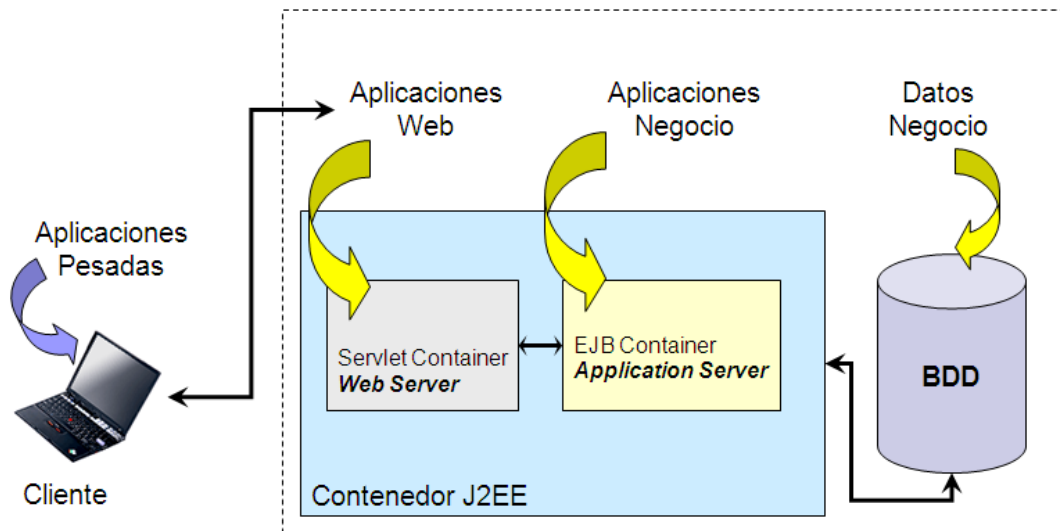 Aplicaciones
Web
Aplicaciones
Negocio
Datos
Negocio
Aplicaciones
Pesadas
Servlet Container
Web Server
EJB Container
Application Server
BDD
Cliente
Contenedor J2EE